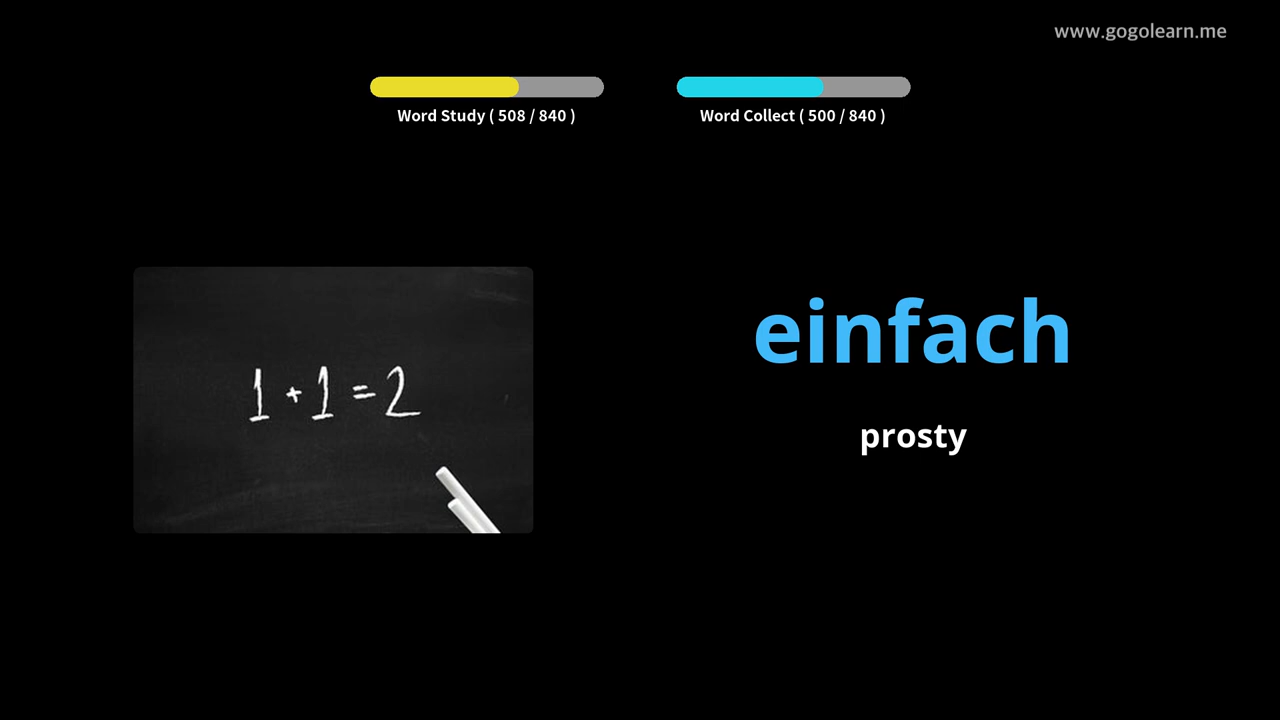 www.gogolearn.me
Word Study ( 508 / 840 )
Word Collect ( 500 / 840 )
1 + 1 = 2
einfach
prosty